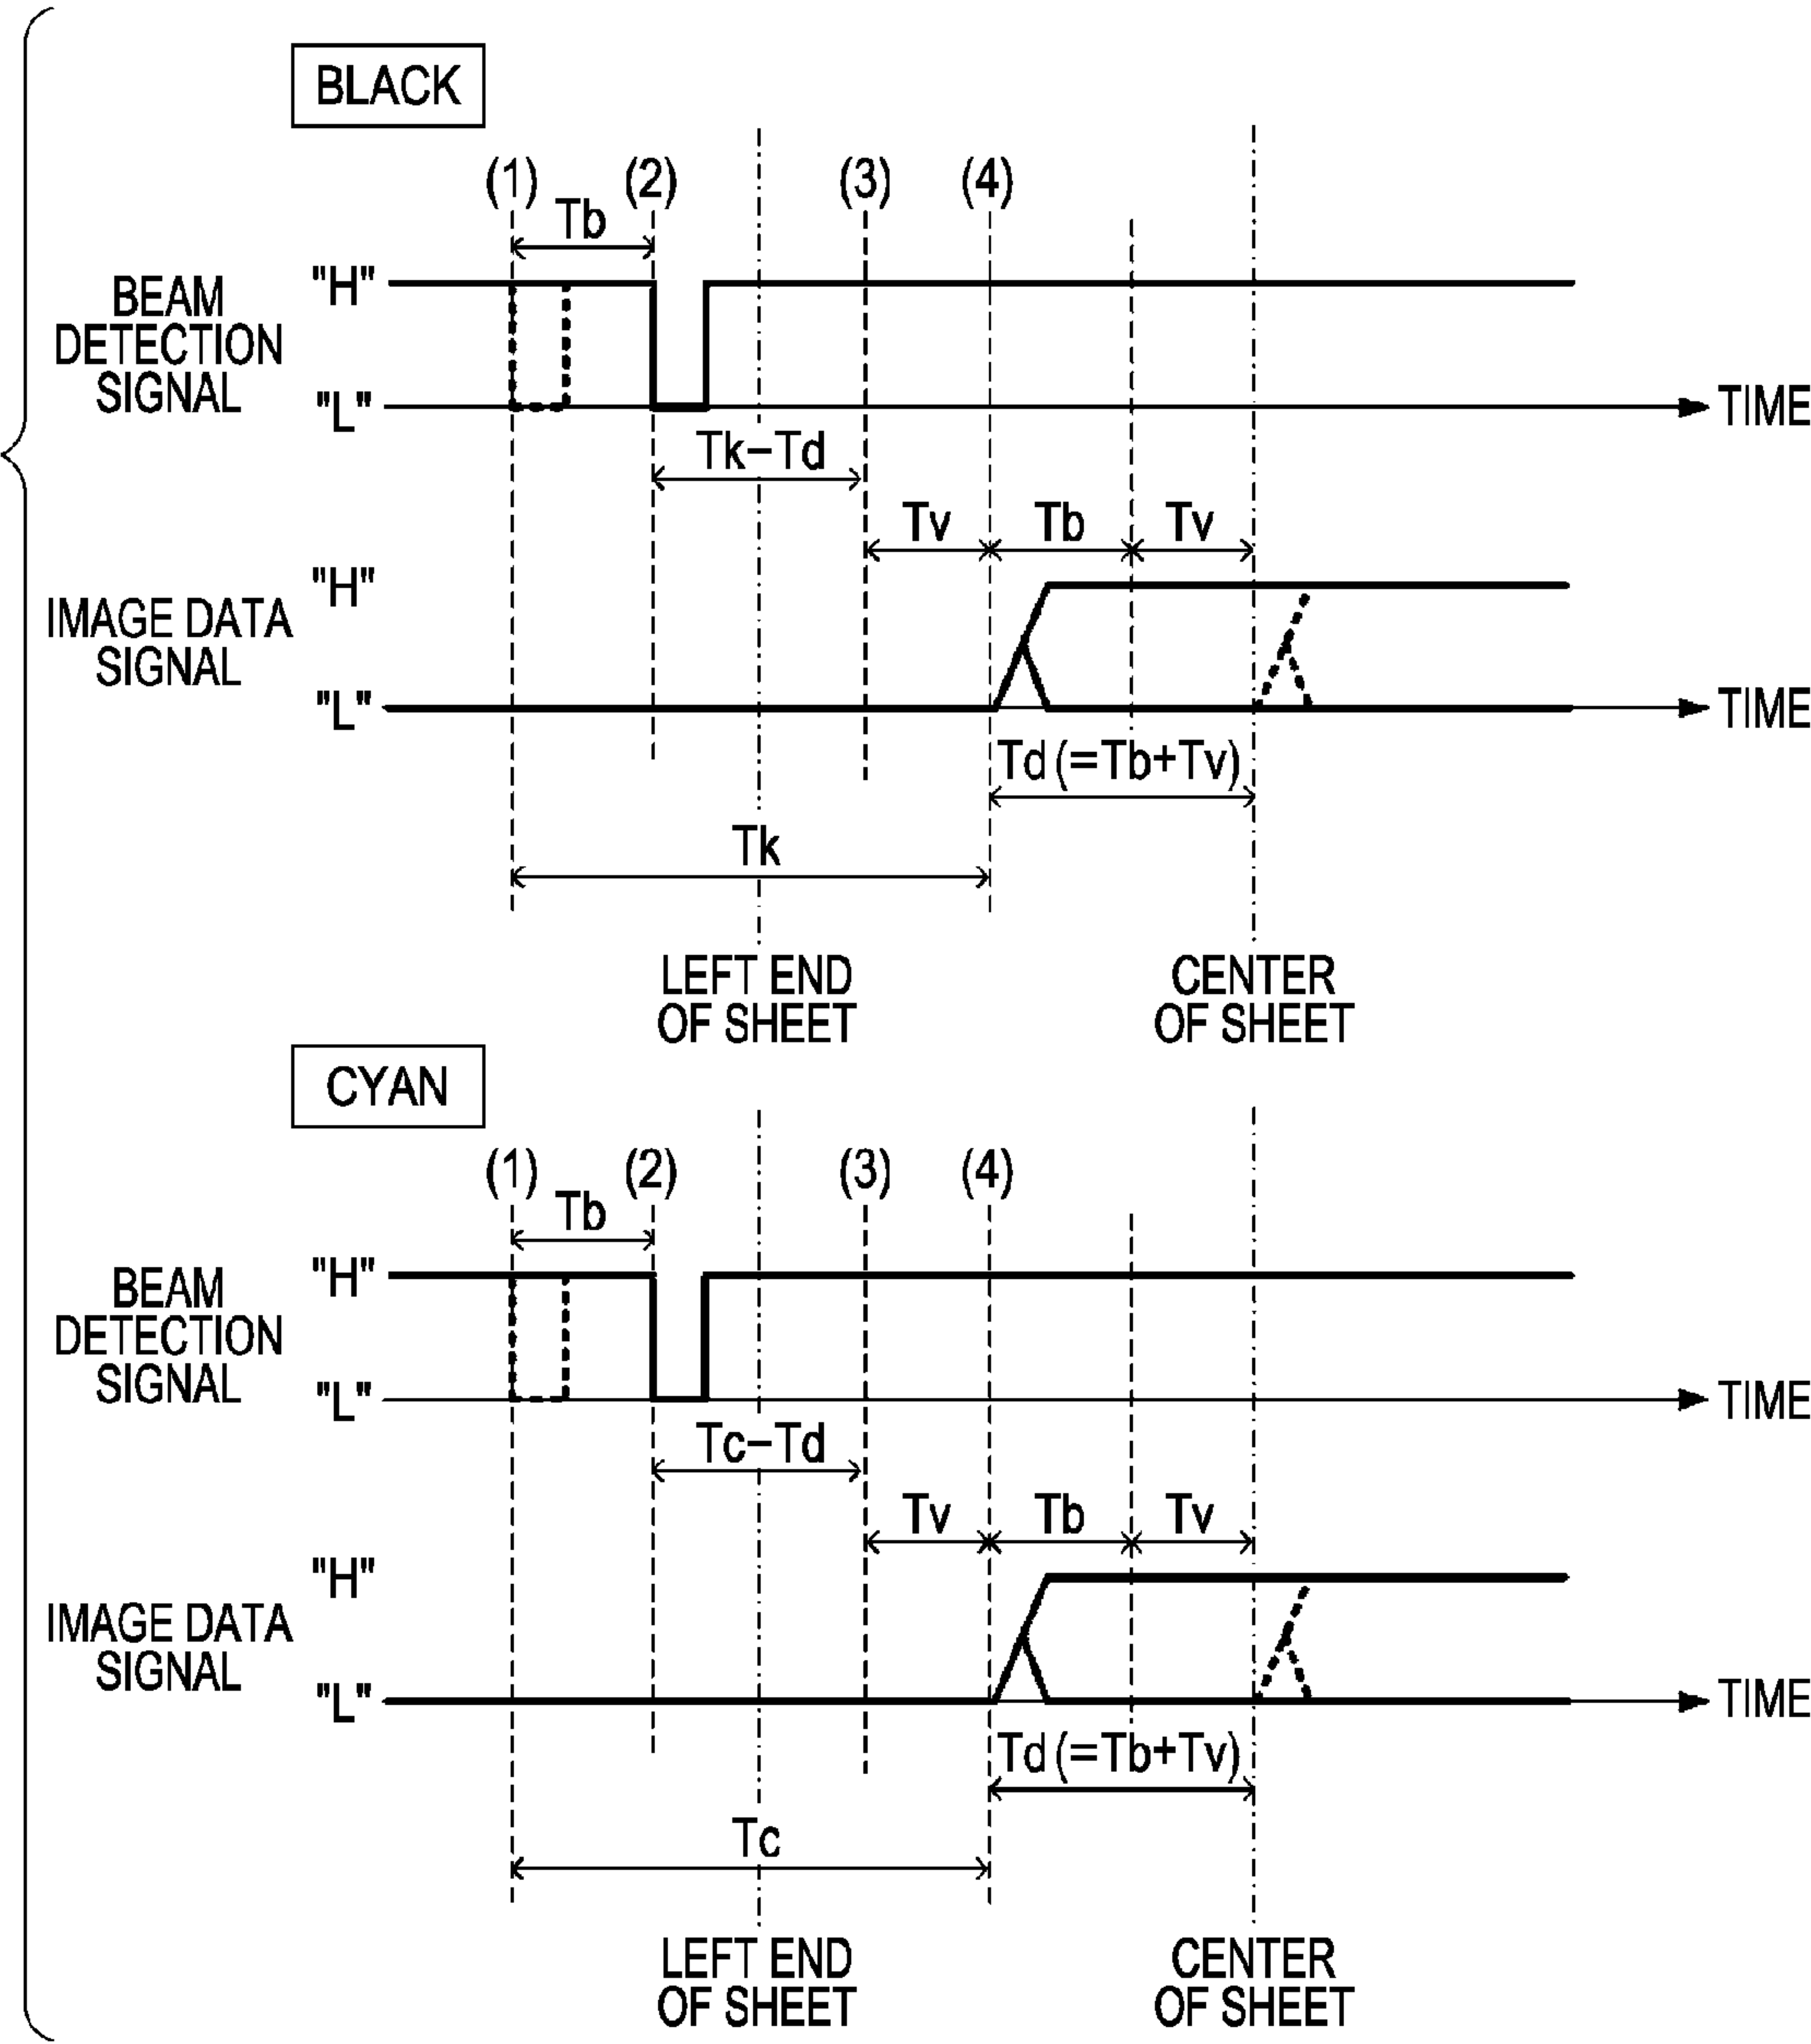 BLACK
(1) (2) (3) (4)
Tb
BEAM
DETECTION
SIGNAL
"H"
"L"
TIME
Tk-Td
Tv Tb Tv
IMAGE DATA
SIGNAL
"H"
"L"
TIME
Td (=Tb+Tv)
Tk
LEFT END
OF SHEET
CENTER
OF SHEET
CYAN
(1) (2) (3) (4)
Tb
BEAM
DETECTION
SIGNAL
"H"
"L"
TIME
Tc-Td
Tv Tb Tv
IMAGE DATA
SIGNAL
"H"
"L"
TIME
Td (=Tb+Tv)
Tc
LEFT END
OF SHEET
CENTER
OF SHEET